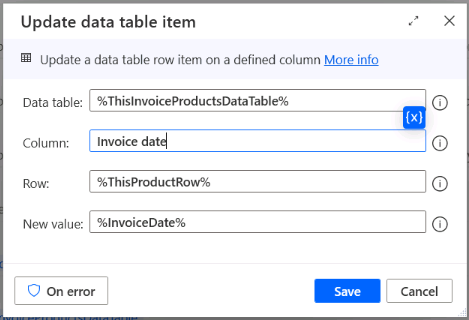 Update data table item
Update a data table row item on a defined column More info
Data table: %ThisInvoiceProductsDataTable%
{x}
Column: Invoice date
Row: %ThisProductRow%
New value: %InvoiceDate%
On error Save Cancel